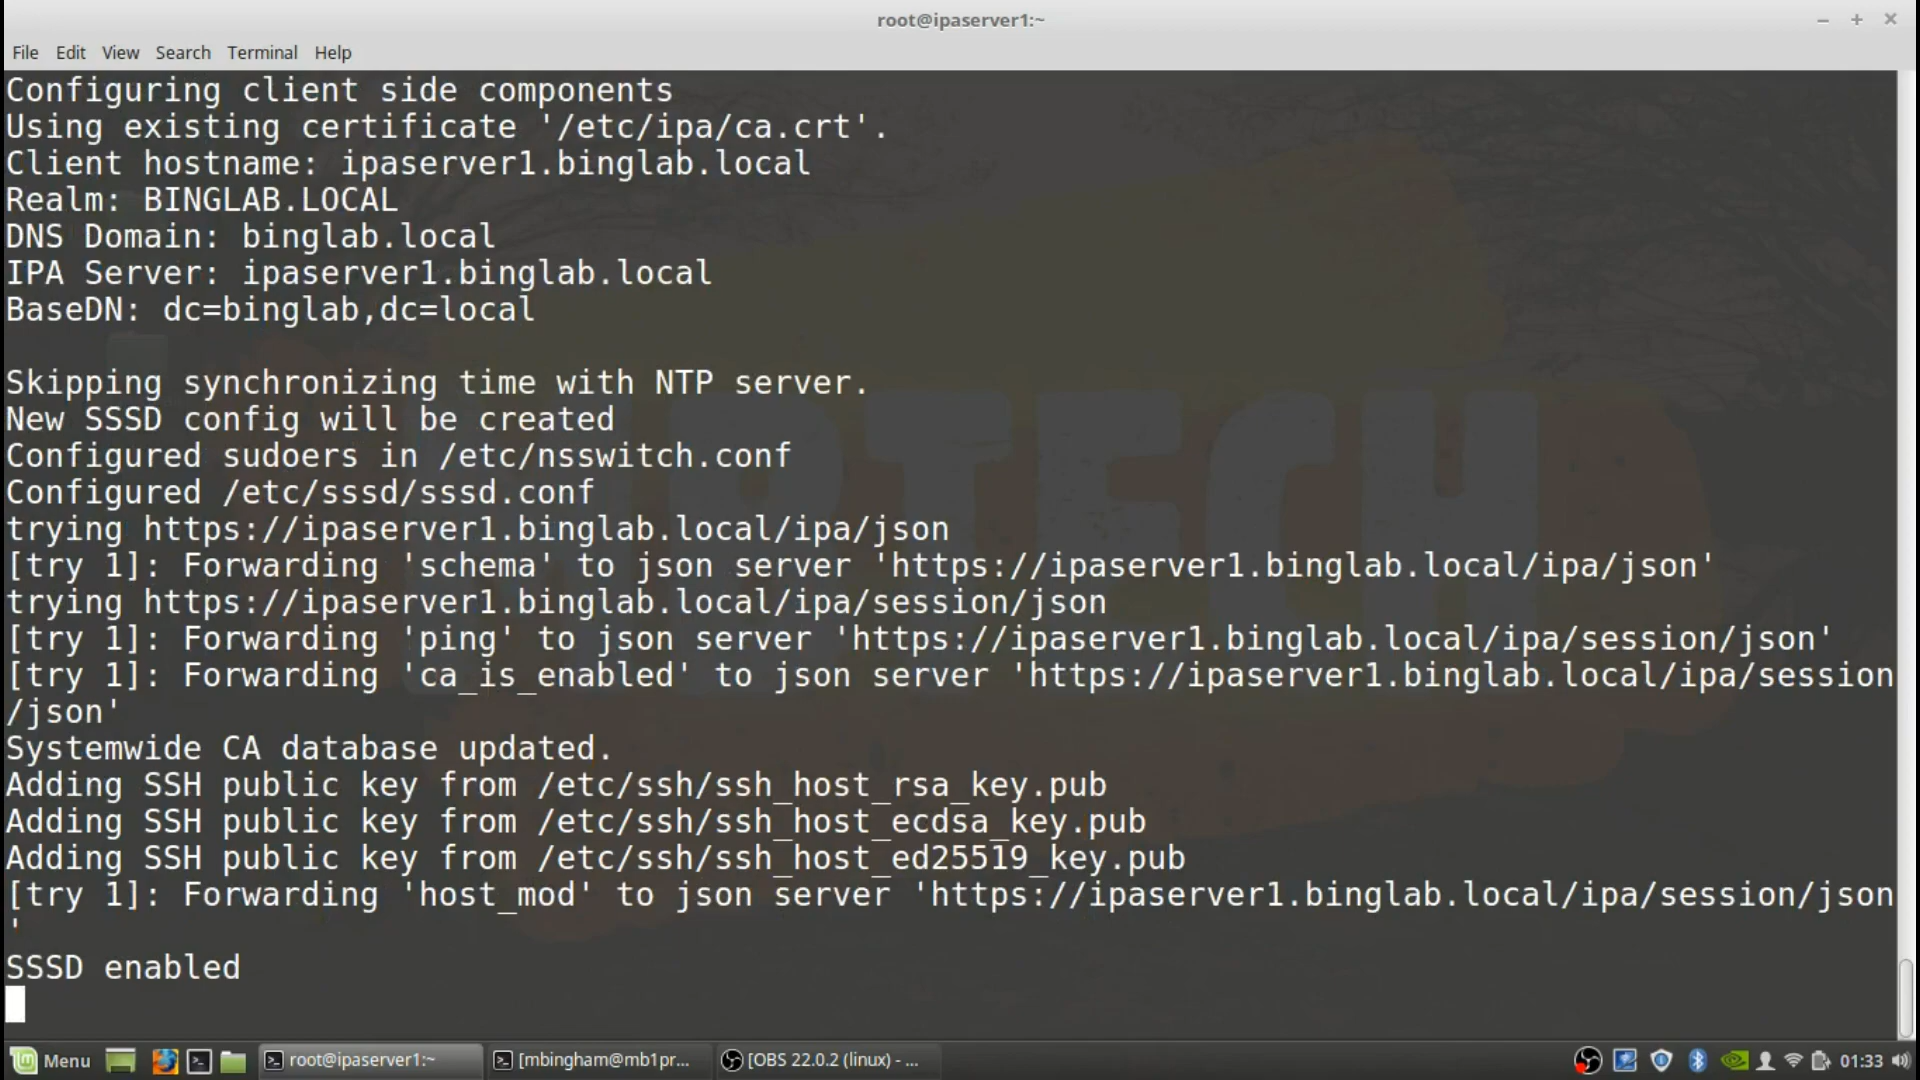 root@ipaserver1:~
File Edit View Search Terminal Help
Configuring client side components
Using existing certificate '/etc/ipa/ca.crt'.
Client hostname: ipaserver1.binglab.local
Realm: BINGLAB.LOCAL
DNS Domain: binglab.local
IPA Server: ipaserver1.binglab.local
BaseDN: dc=binglab,dc=local
Skipping synchronizing time with NTP server.
New SSSD config will be created
Configured sudoers in /etc/nsswitch.conf
Configured /etc/sssd/sssd.conf
trying https://ipaserver1.binglab.local/ipa/json
[try 1]: Forwarding 'schema' to json server 'https://ipaserver1.binglab.local/ipa/json'
trying https://ipaserver1.binglab.local/ipa/session/json
[try 1]: Forwarding 'ping' to json server 'https://ipaserver1.binglab.local/ipa/session/json'
[try 1]: Forwarding 'ca_is_enabled' to json server 'https://ipaserver1.binglab.local/ipa/session
/json'
Systemwide CA database updated.
Adding SSH public key from /etc/ssh/ssh_host_rsa_key.pub
Adding SSH public key from /etc/ssh/ssh_host_ecdsa_key.pub
Adding SSH public key from /etc/ssh/ssh_host_ed25519_key.pub
[try 1]: Forwarding 'host_mod' to json server 'https://ipaserver1.binglab.local/ipa/session/json
'
SSSD enabled
Menu root@ipaserver1:~ [mbingham@mb1pr... [OBS 22.0.2 (linux) - ... 01:33